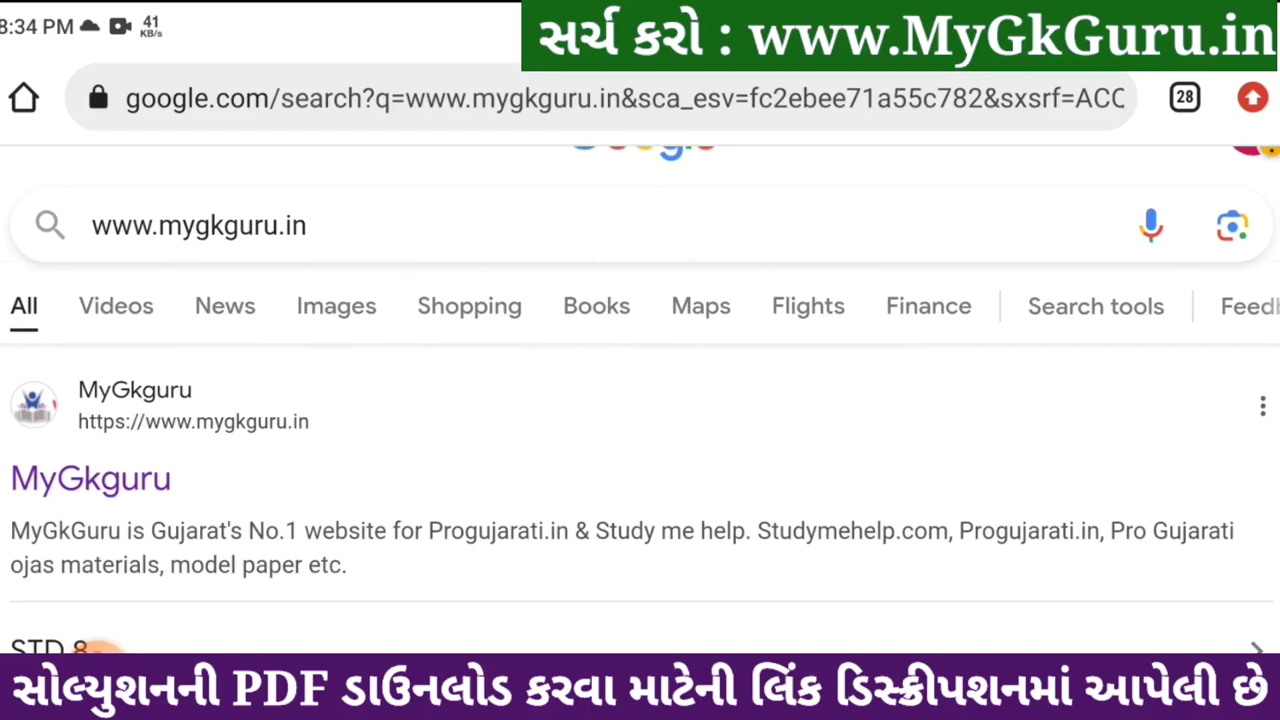 8:34 PM 41 KB/s
સર્ચ કરો : www.MyGkGuru.in
google.com/search?q=www.mygkguru.in&sca_esv=fc2ebee71a55c782&sxsrf=ACC
28
www.mygkguru.in
All Videos News Images Shopping Books Maps Flights Finance Search tools Feedb
MyGkguru
https://www.mygkguru.in
MyGkguru
MyGkGuru is Gujarat's No.1 website for Progujarati.in & Study me help. Studymehelp.com, Progujarati.in, Pro Gujarati
ojas materials, model paper etc.
STD 8
સોલ્યુશનની PDF ડાઉનલોડ કરવા માટેની લિંક ડિસ્ક્રીપશનમાં આપેલી છે